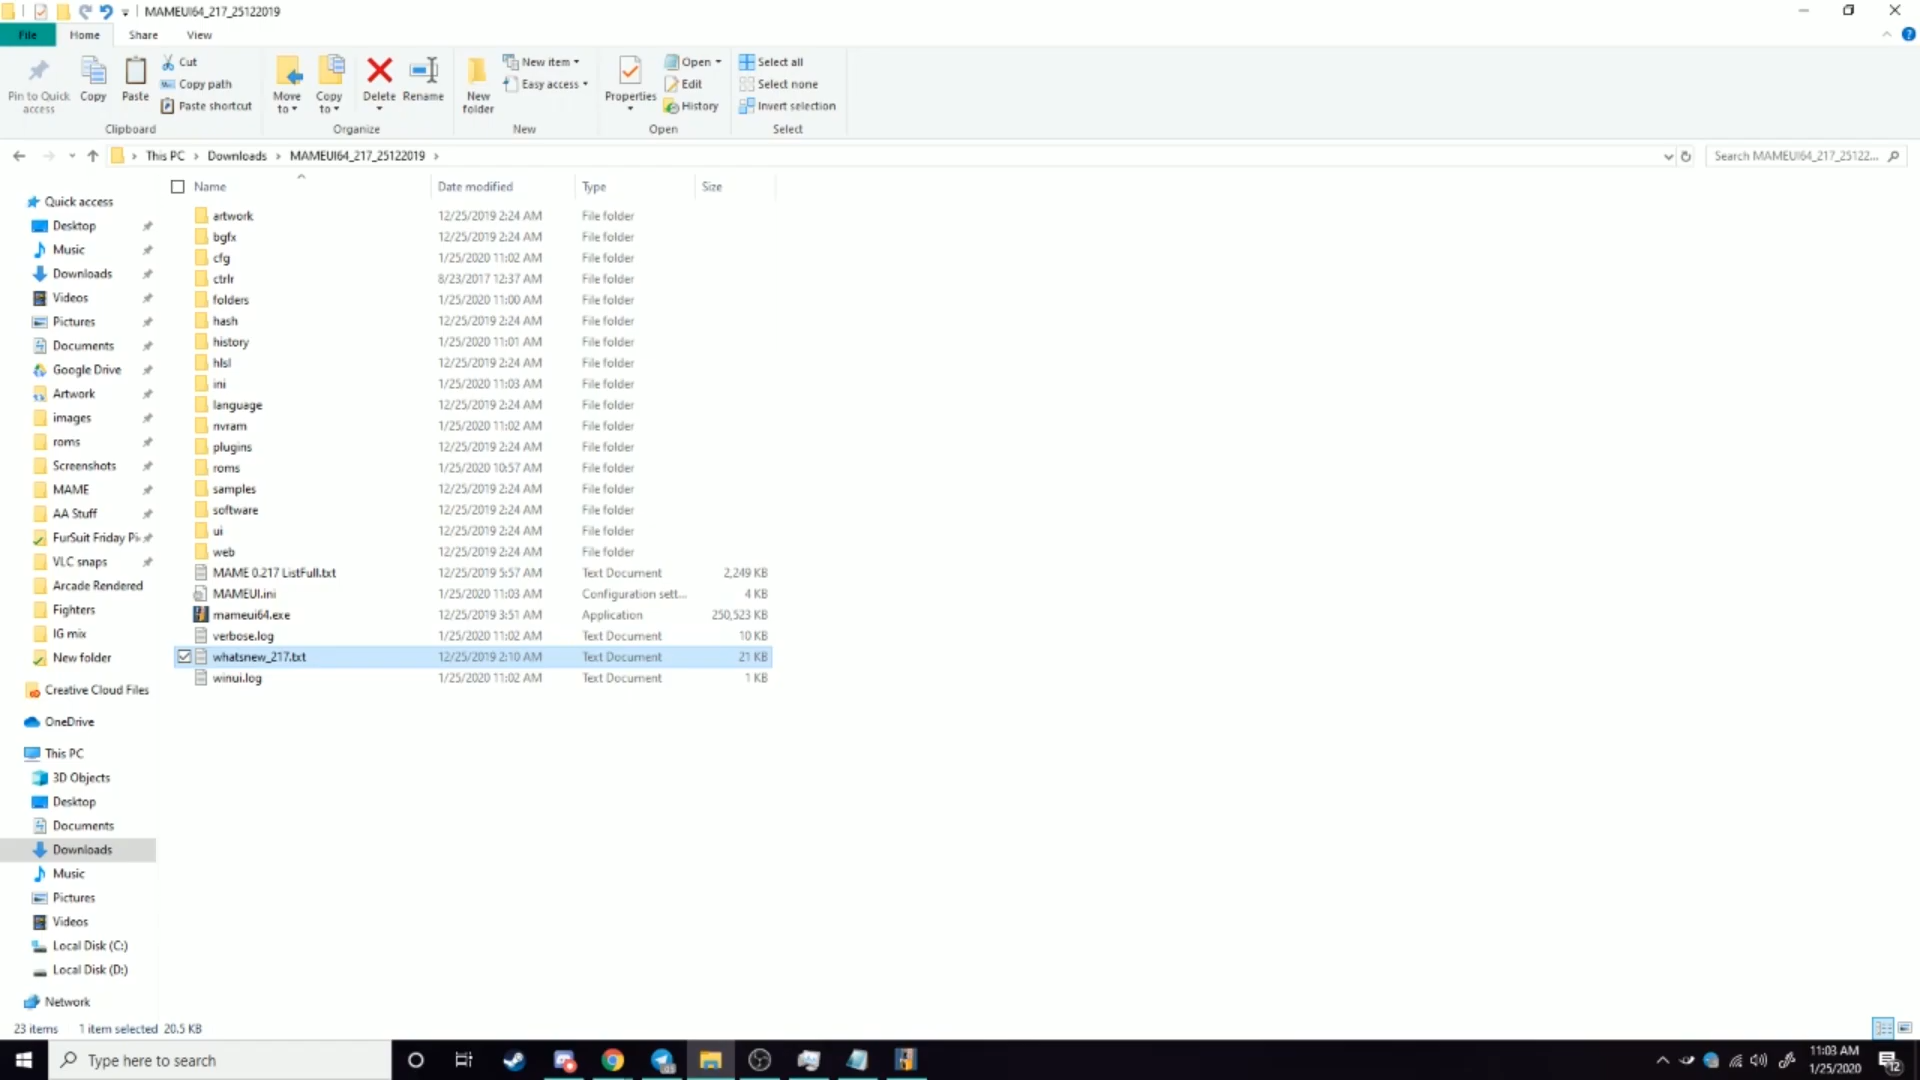 MAMEUI64_217_25122019
File
Home
Share
View
Pin to Quick access
Copy
Paste
Cut
Copy path
Paste shortcut
Clipboard
Move to
Copy to
Delete
Rename
Organize
New folder
New item
Easy access
New
Properties
Open
Edit
History
Open
Select all
Select none
Invert selection
Select
This PC > Downloads > MAMEUI64_217_25122019 >
Search MAMEUI64_217_25122...
Name Date modified Type Size
artwork 12/25/2019 2:24 AM File folder
bgfx 12/25/2019 2:24 AM File folder
cfg 1/25/2020 11:02 AM File folder
ctrlr 8/23/2017 12:37 AM File folder
folders 1/25/2020 11:00 AM File folder
hash 12/25/2019 2:24 AM File folder
history 1/25/2020 11:01 AM File folder
hlsl 12/25/2019 2:24 AM File folder
ini 1/25/2020 11:03 AM File folder
language 12/25/2019 2:24 AM File folder
nvram 1/25/2020 11:02 AM File folder
plugins 12/25/2019 2:24 AM File folder
roms 1/25/2020 10:57 AM File folder
samples 12/25/2019 2:24 AM File folder
software 12/25/2019 2:24 AM File folder
ui 12/25/2019 2:24 AM File folder
web 12/25/2019 2:24 AM File folder
MAME 0.217 ListFull.txt 12/25/2019 5:57 AM Text Document 2,249 KB
MAMEUI.ini 1/25/2020 11:03 AM Configuration sett... 4 KB
mameui64.exe 12/25/2019 3:51 AM Application 250,523 KB
verbose.log 1/25/2020 11:02 AM Text Document 10 KB
whatsnew_217.txt 12/25/2019 2:10 AM Text Document 21 KB
winui.log 1/25/2020 11:02 AM Text Document 1 KB
Quick access
Desktop
Music
Downloads
Videos
Pictures
Documents
Google Drive
Artwork
images
roms
Screenshots
MAME
AA Stuff
FurSuit Friday Pi
VLC snaps
Arcade Rendered
Fighters
IG mix
New folder
Creative Cloud Files
OneDrive
This PC
3D Objects
Desktop
Documents
Downloads
Music
Pictures
Videos
Local Disk (C:)
Local Disk (D:)
Network
23 items 1 item selected 20.5 KB
Type here to search
11:03 AM
1/25/2020
12